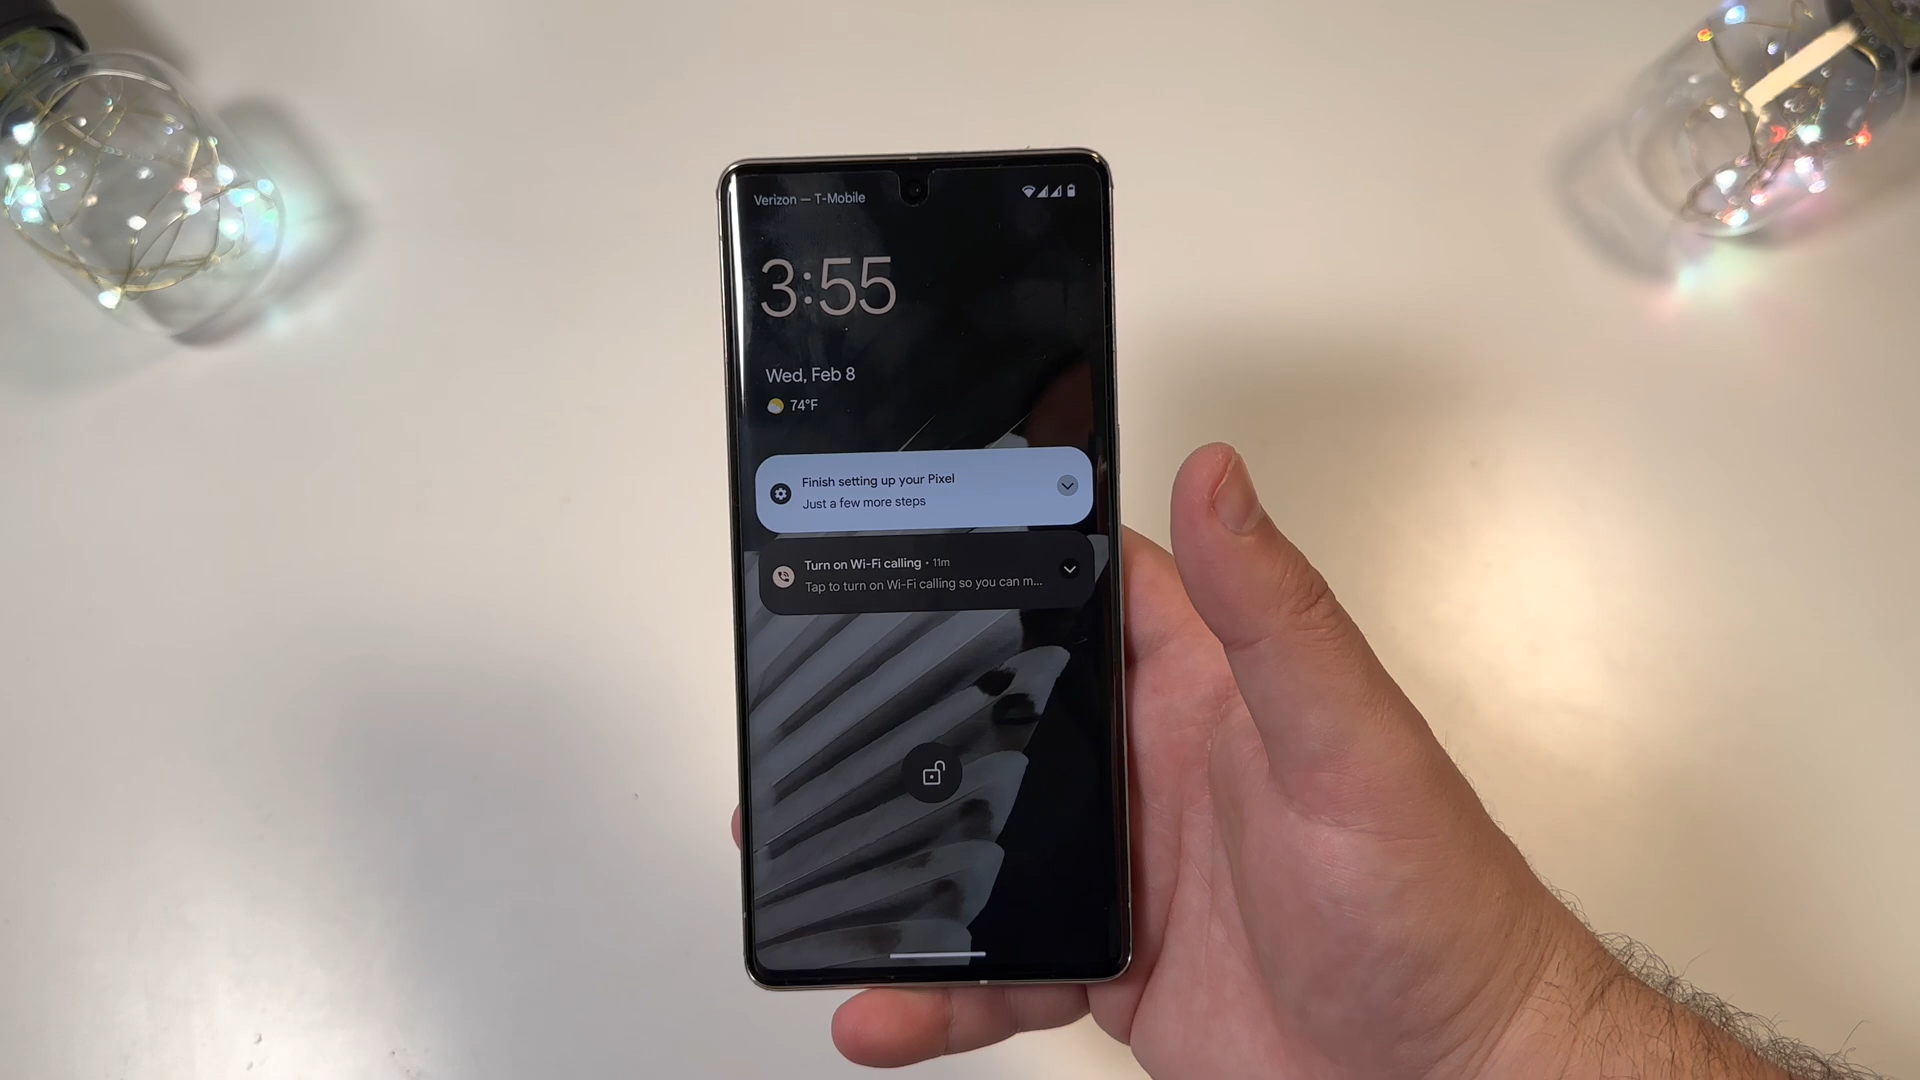 Verizon — T-Mobile
3:55
Wed, Feb 8
74°F
Finish setting up your Pixel
Just a few more steps
Turn on Wi-Fi calling • 11m
Tap to turn on Wi-Fi calling so you can m...